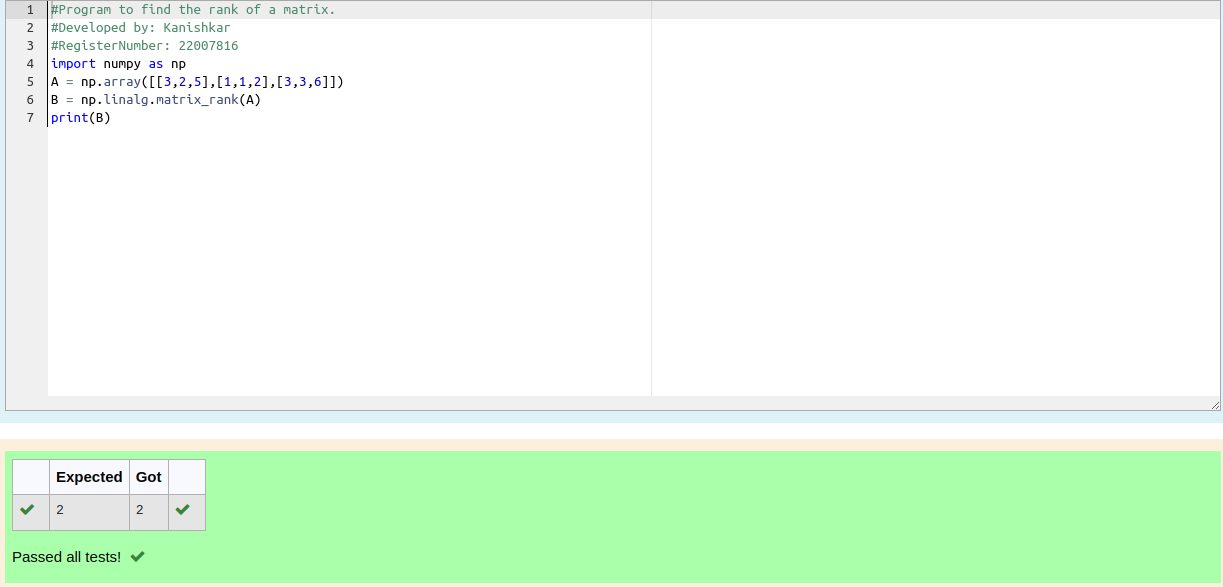 1 #Program to find the rank of a matrix.
2 #Developed by: Kanishkar
3 #RegisterNumber: 22007816
4 import numpy as np
5 A = np.array([[3,2,5],[1,1,2],[3,3,6]])
6 B = np.linalg.matrix_rank(A)
7 print(B)
Expected Got
2 2
Passed all tests!